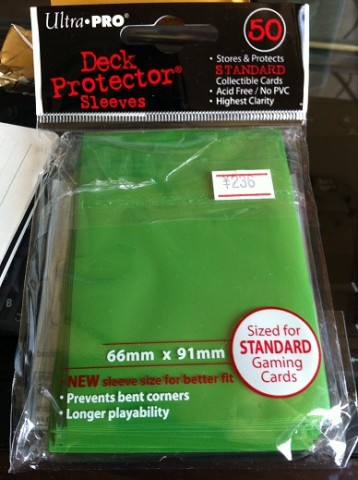 Ultra•PRO®
50
Deck
Protector®
Sleeves
• Stores & Protects
STANDARD
Collectible Cards
• Acid Free / No PVC
• Highest Clarity
¥236
66mm x 91mm
• NEW sleeve size for better fit
• Prevents bent corners
• Longer playability
Sized for
STANDARD
Gaming
Cards